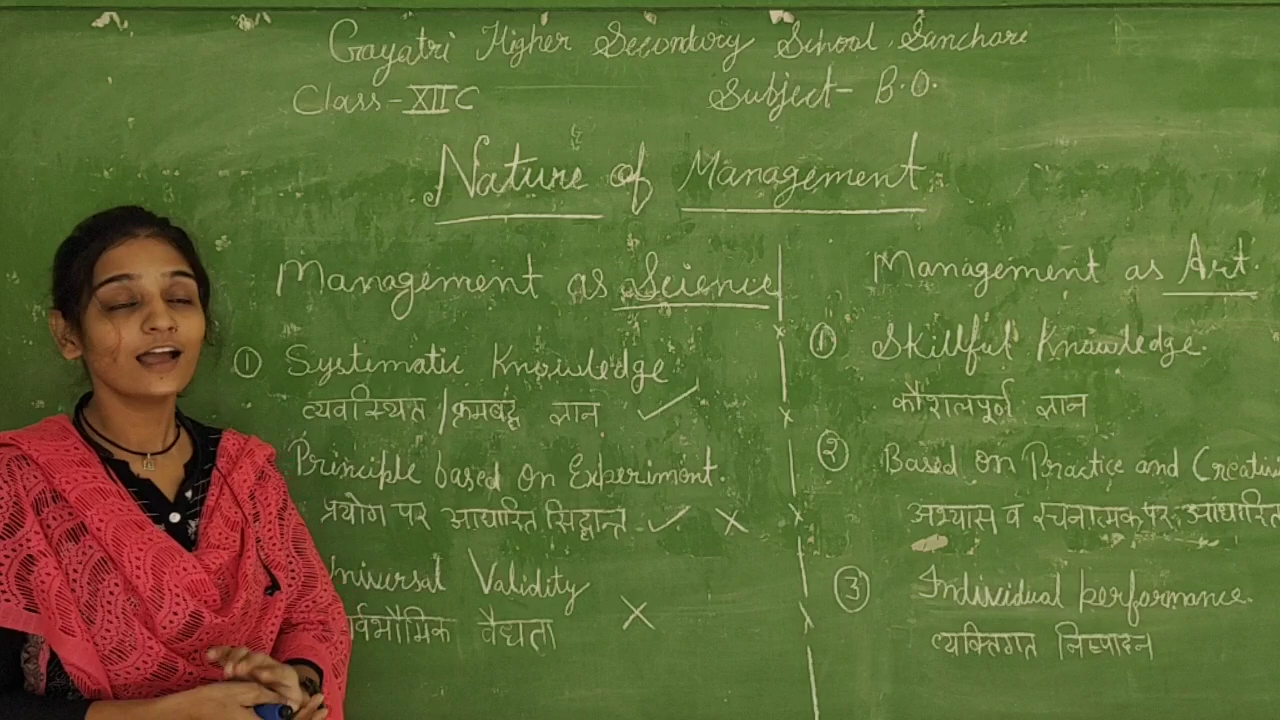 Gayatri Higher Secondary School, Sanchore
Class-XII C
Subject- B.O.
Nature of Management
Management as Science
① Systematic Knowledge
व्यवस्थित/क्रमबद्ध ज्ञान ✓
Principle based on Experiment.
प्रयोग पर आधारित सिद्धान्त ✓ ×
Universal Validity
र्वभौमिक वैद्यता ×
Management as Art.
① Skillful Knowledge.
कौशलपूर्ण ज्ञान
② Based on Practice and Creativi
अभ्यास व रचनात्मक पर आधारित
③ Individual performance.
व्यक्तिगत निष्पादन